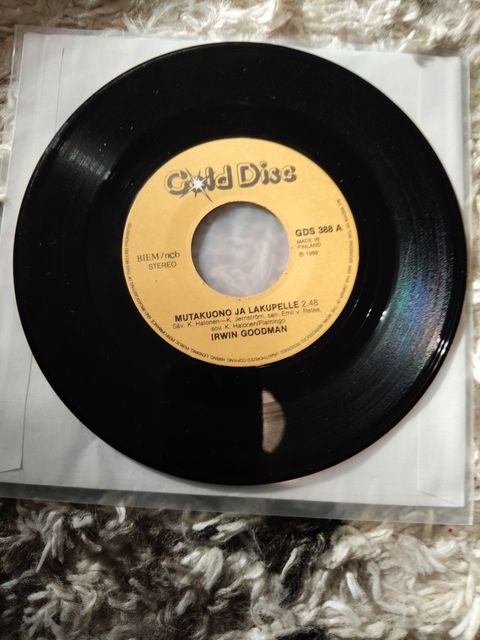 Gold Disc
GDS 388 A
BIEM/ncb
STEREO
MADE IN
FINLAND
℗ 1989
MUTAKUONO JA LAKUPELLE 2.48
Säv. K. Halonen—K. Jernström, san. Emil v. Retee,
sov. K. Halonen/Flamingo
IRWIN GOODMAN